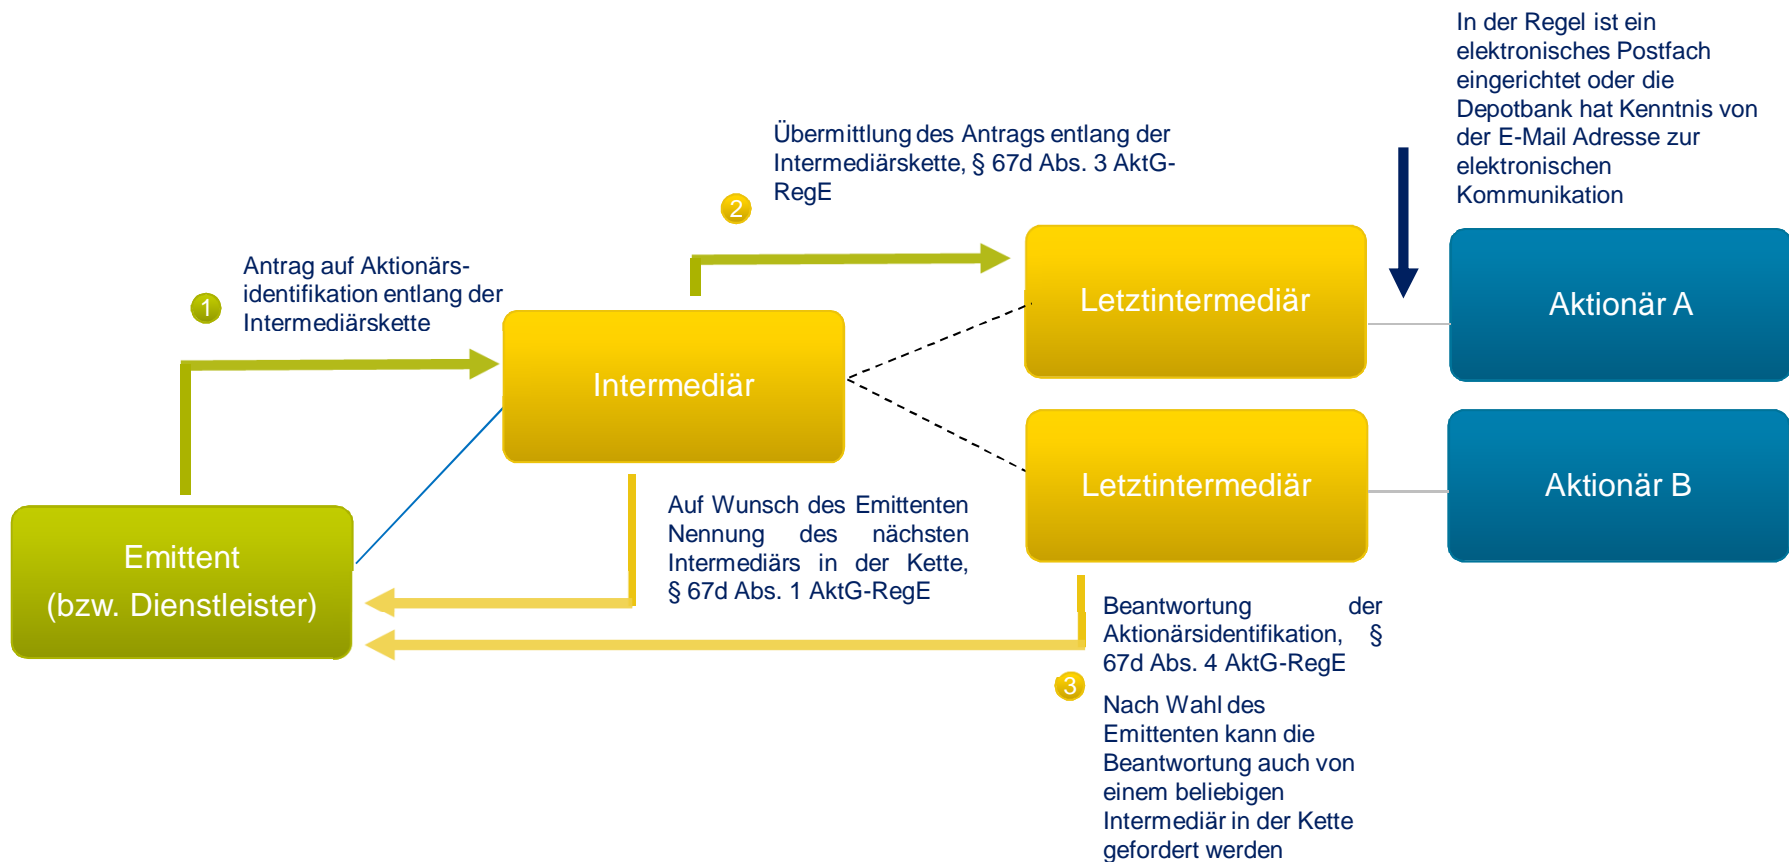 In der Regel ist ein
elektronisches Postfach
eingerichtet oder die
Depotbank hat Kenntnis von
der E-Mail Adresse zur
elektronischen
Kommunikation
Übermittlung des Antrags entlang der
Intermediärskette, § 67d Abs. 3 AktG-
RegE
2
Antrag auf Aktionärs-
identifikation entlang der
Intermediärskette
1
Letztintermediär
Aktionär A
Intermediär
Letztintermediär
Aktionär B
Auf Wunsch des Emittenten
Nennung des nächsten
Intermediärs in der Kette,
§ 67d Abs. 1 AktG-RegE
Emittent
(bzw. Dienstleister)
Beantwortung der
Aktionärsidentifikation, §
67d Abs. 4 AktG-RegE
3
Nach Wahl des
Emittenten kann die
Beantwortung auch von
einem beliebigen
Intermediär in der Kette
gefordert werden